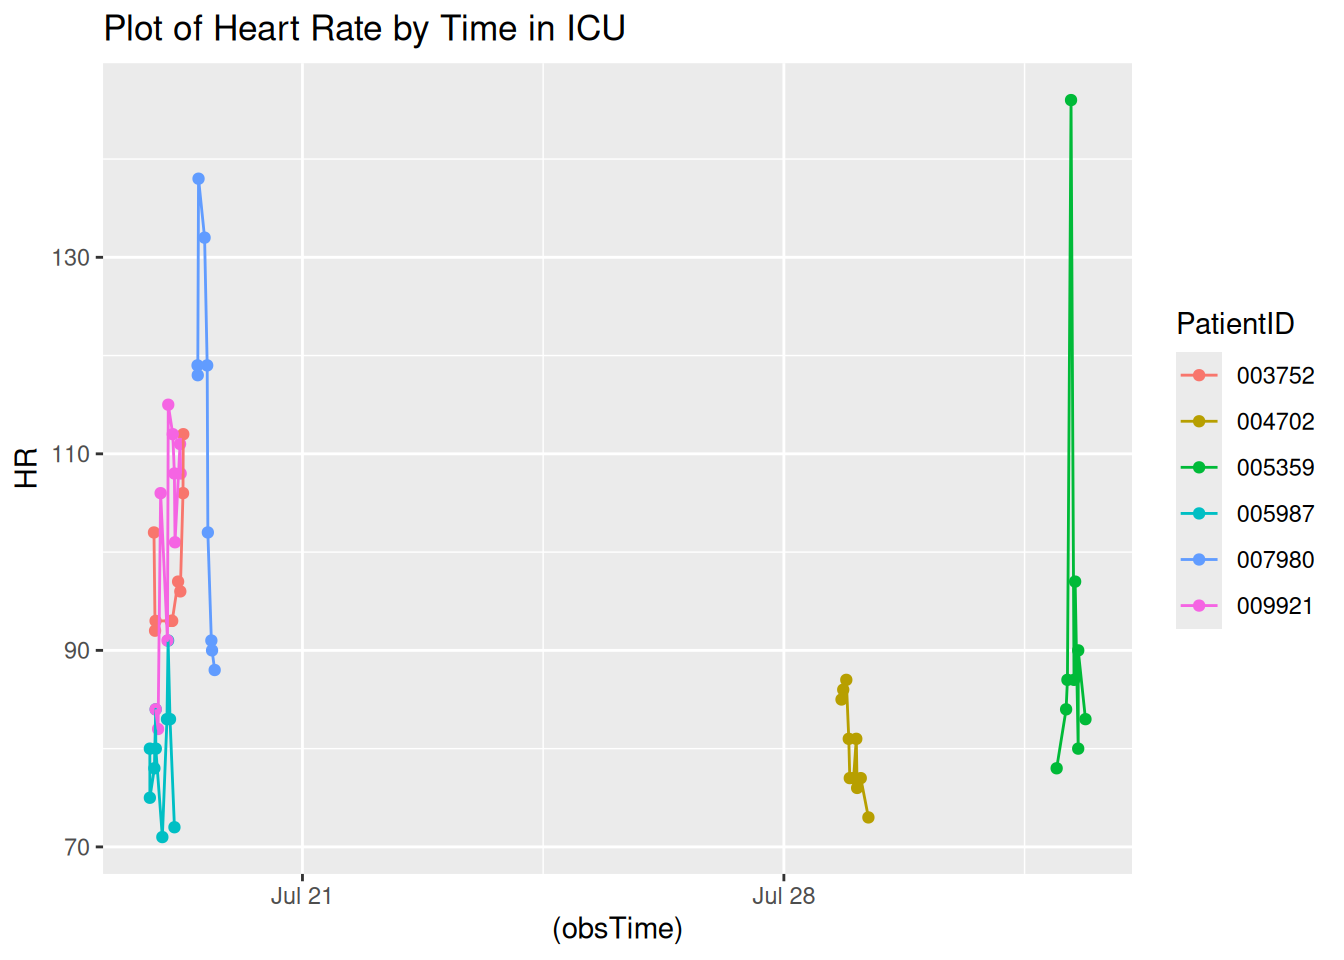 Plot of Heart Rate by Time in ICU
130
110
90
70
HR
Jul 21
Jul 28
(obsTime)
PatientID
003752
004702
005359
005987
007980
009921